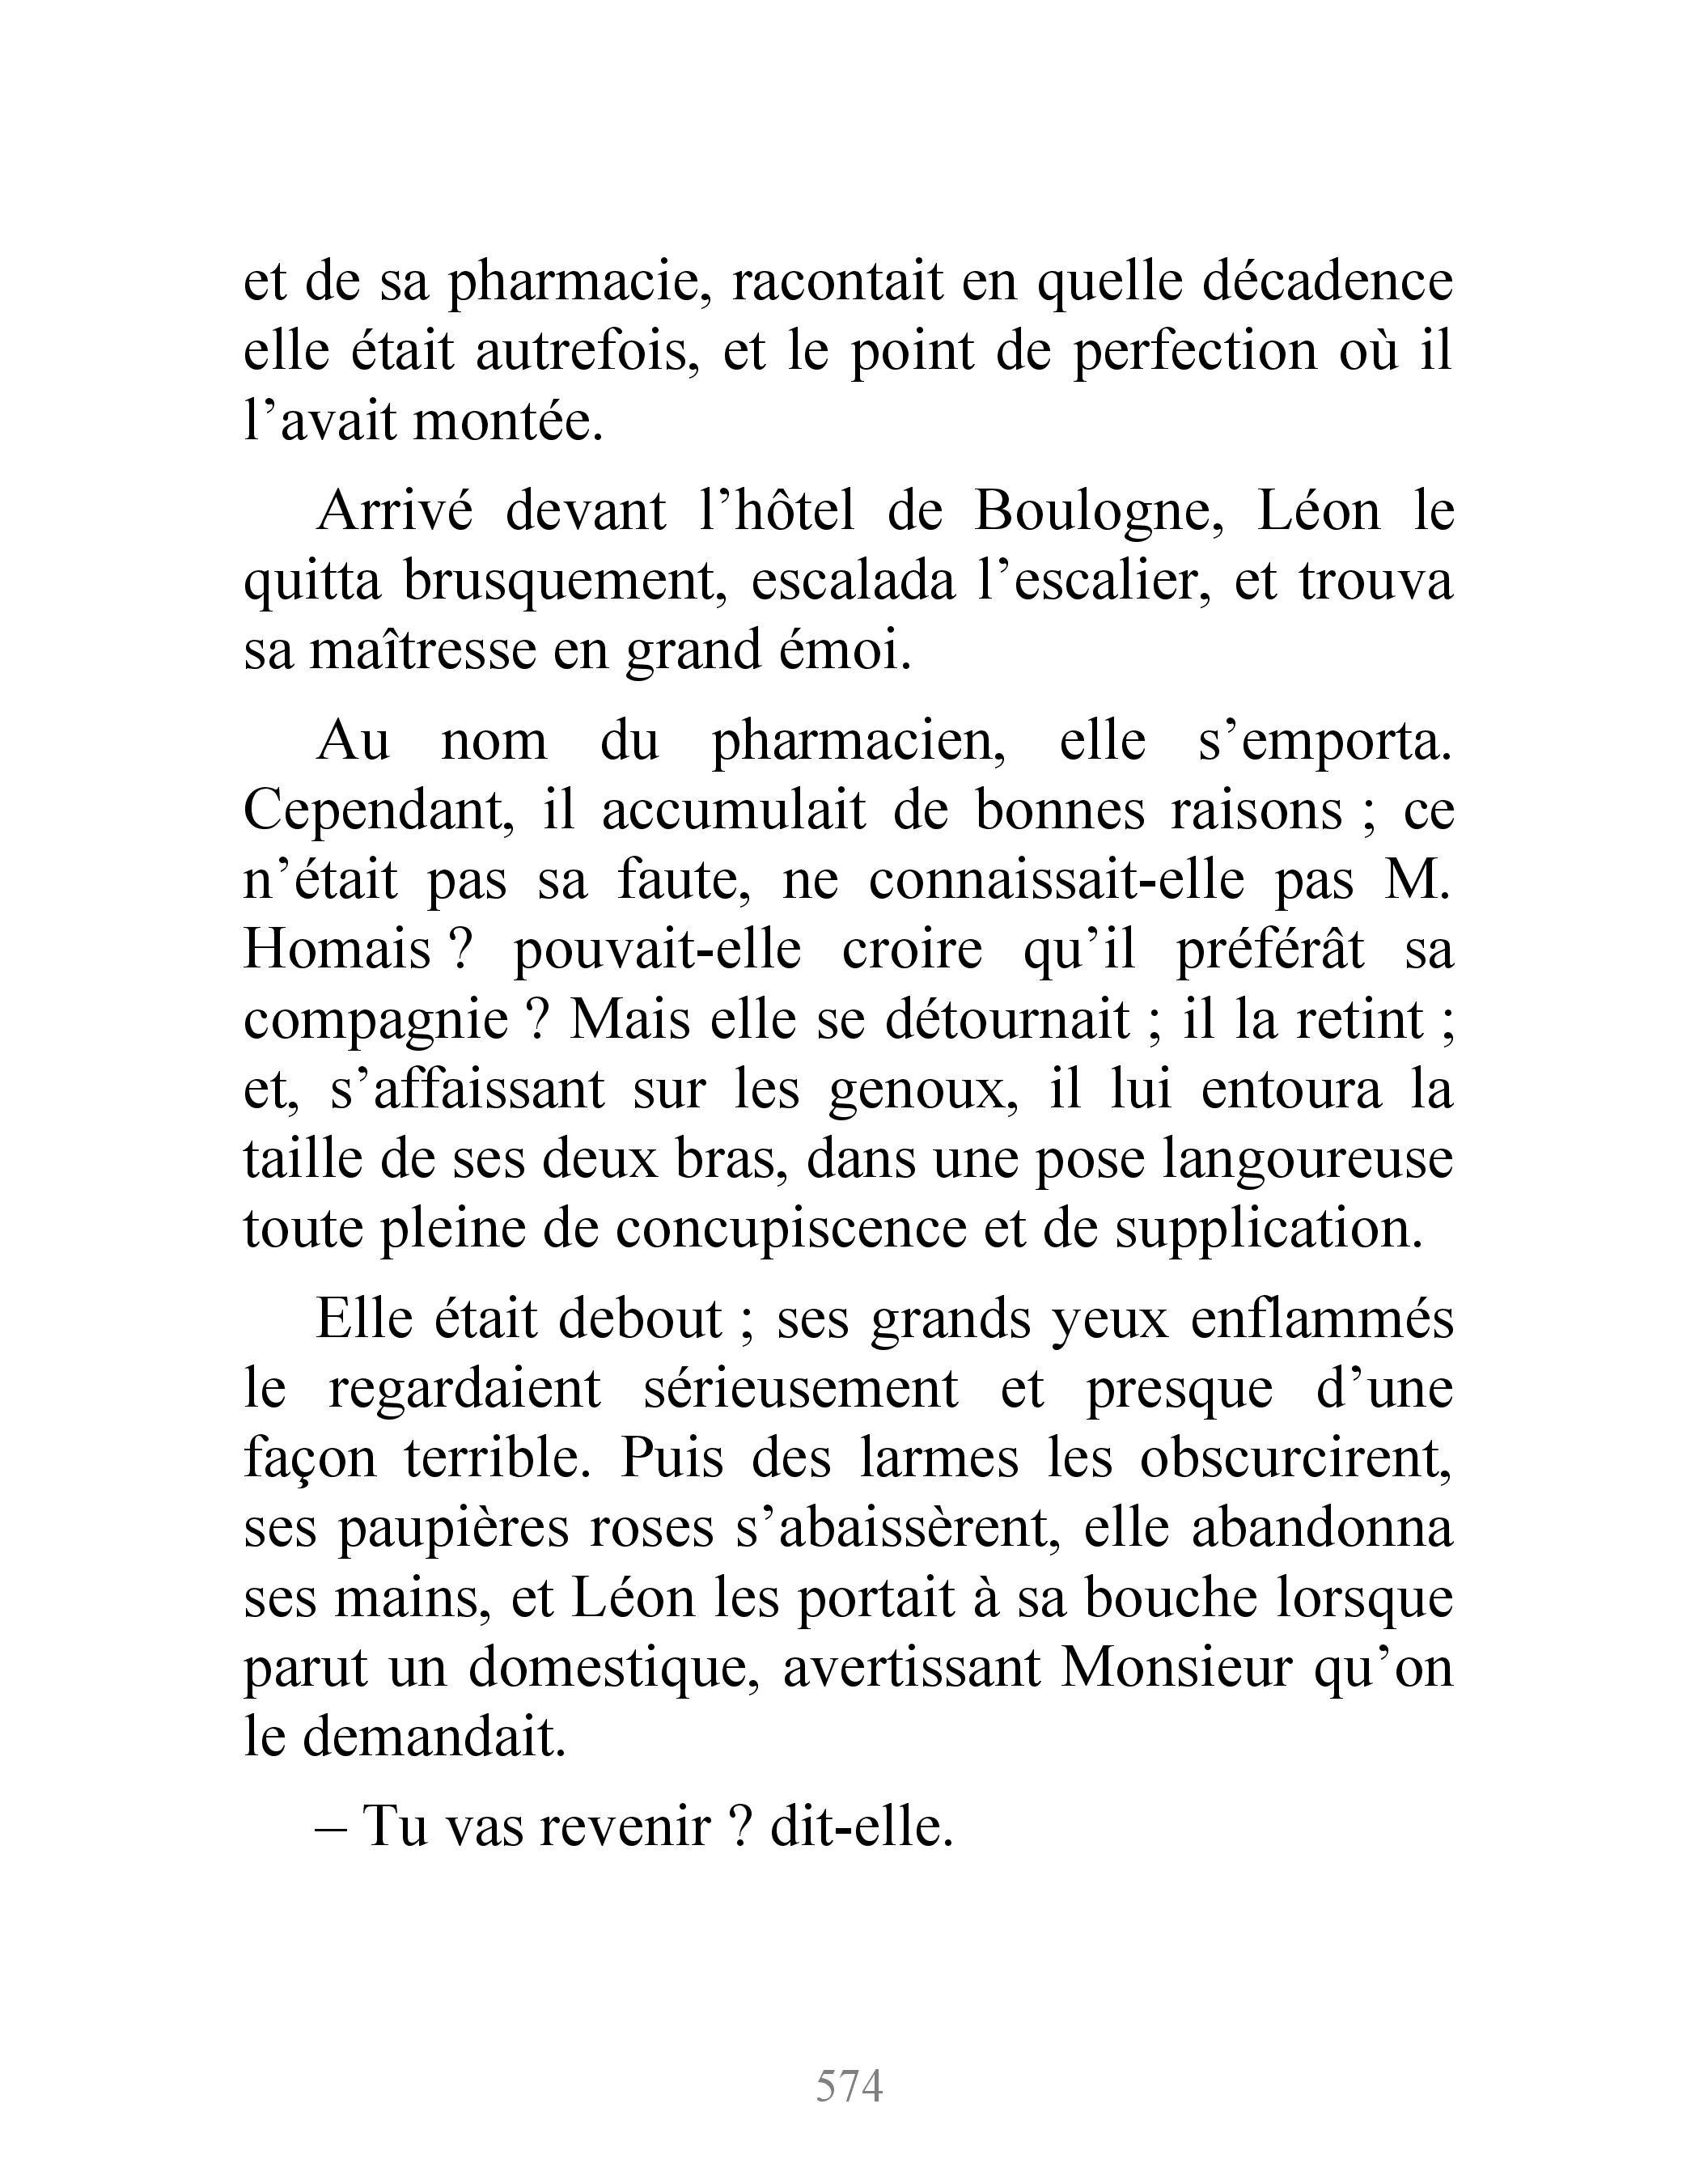 et de sa pharmacie, racontait en quelle décadence
elle était autrefois, et le point de perfection où il
l’avait montée.
Arrivé devant l’hôtel de Boulogne, Léon le
quitta brusquement, escalada l’escalier, et trouva
sa maîtresse en grand émoi.
Au nom du pharmacien, elle s’emporta.
Cependant, il accumulait de bonnes raisons ; ce
n’était pas sa faute, ne connaissait-elle pas M.
Homais ? pouvait-elle croire qu’il préférât sa
compagnie ? Mais elle se détournait ; il la retint ;
et, s’affaissant sur les genoux, il lui entoura la
taille de ses deux bras, dans une pose langoureuse
toute pleine de concupiscence et de supplication.
Elle était debout ; ses grands yeux enflammés
le regardaient sérieusement et presque d’une
façon terrible. Puis des larmes les obscurcirent,
ses paupières roses s’abaissèrent, elle abandonna
ses mains, et Léon les portait à sa bouche lorsque
parut un domestique, avertissant Monsieur qu’on
le demandait.
– Tu vas revenir ? dit-elle.
574